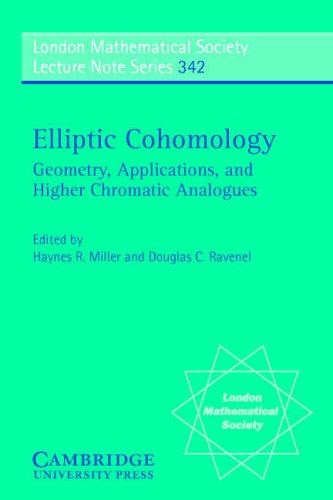 London Mathematical Society
Lecture Note Series 342
Elliptic Cohomology
Geometry, Applications, and
Higher Chromatic Analogues
Edited by
Haynes R. Miller and Douglas C. Ravenel
London
Mathematical
Society
CAMBRIDGE
UNIVERSITY PRESS